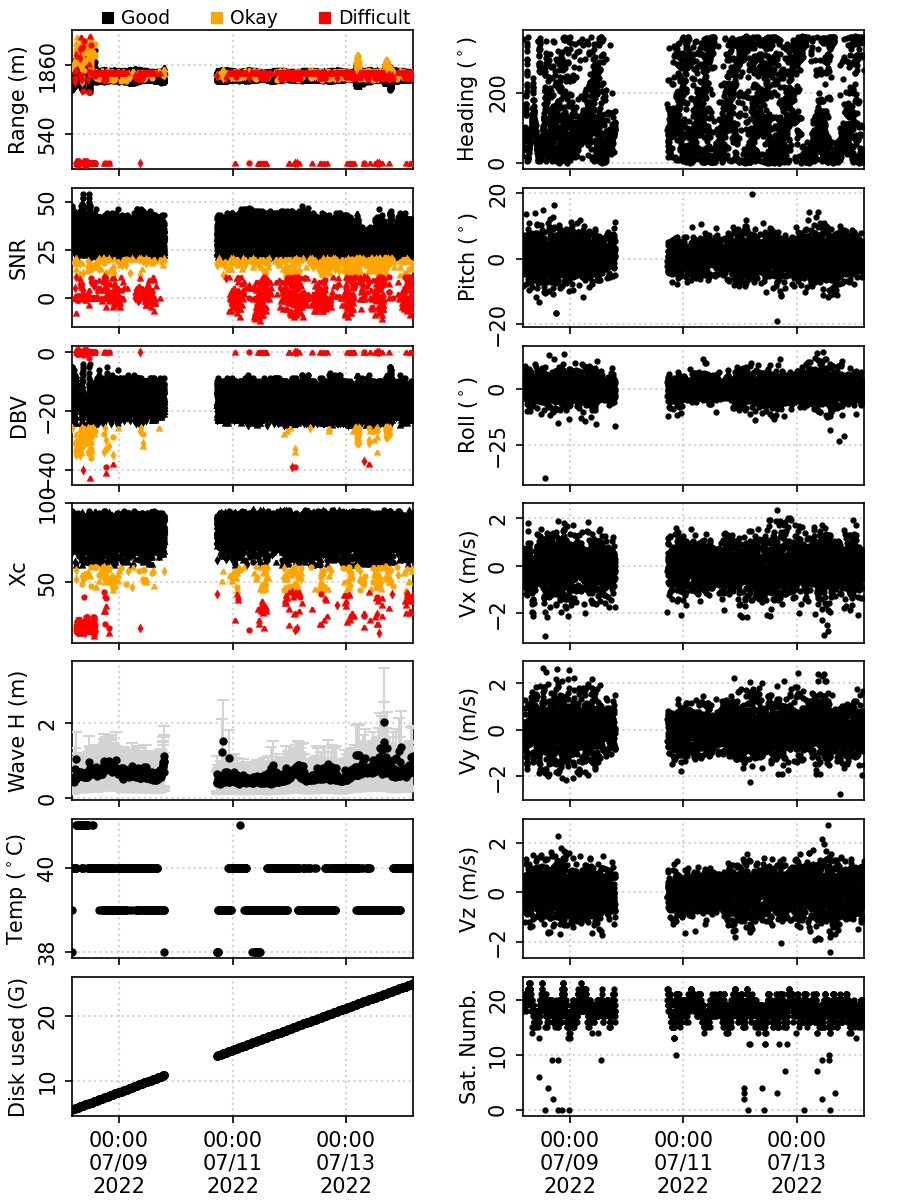 Good Okay Difficult
Range (m)
1860
540
Heading (°)
200
0
SNR
50
25
0
Pitch (°)
20
0
−20
DBV
0
−20
−40
Roll (°)
0
−25
Xc
100
50
Vx (m/s)
2
0
−2
Wave H (m)
2
0
Vy (m/s)
2
0
−2
Temp (°C)
40
38
Vz (m/s)
2
0
−2
Disk used (G)
20
10
Sat. Numb.
20
10
0
00:00 00:00 00:00
07/09 07/11 07/13
2022 2022 2022
00:00 00:00 00:00
07/09 07/11 07/13
2022 2022 2022